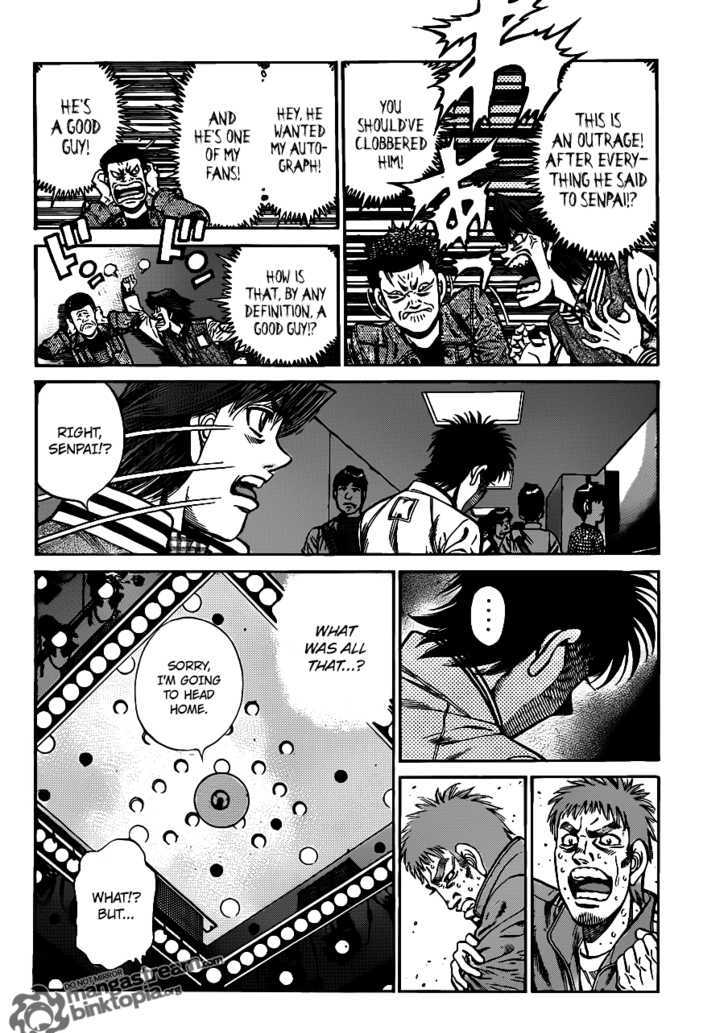 THIS IS
AN OUTRAGE!
AFTER EVERY-
THING HE SAID
TO SENPAI!?
YOU
SHOULD'VE
CLOBBERED
HIM!
HEY, HE
WANTED
MY AUTO-
GRAPH!
AND
HE'S ONE
OF MY
FANS!
HE'S
A GOOD
GUY!
HOW IS
THAT, BY ANY
DEFINITION, A
GOOD GUY!?
RIGHT,
SENPAI!?
...
WHAT
WAS ALL
THAT...?
SORRY,
I'M GOING
TO HEAD
HOME.
WHAT!?
BUT...
DO NOT MIRROR
mangastream.com
binktopia.org